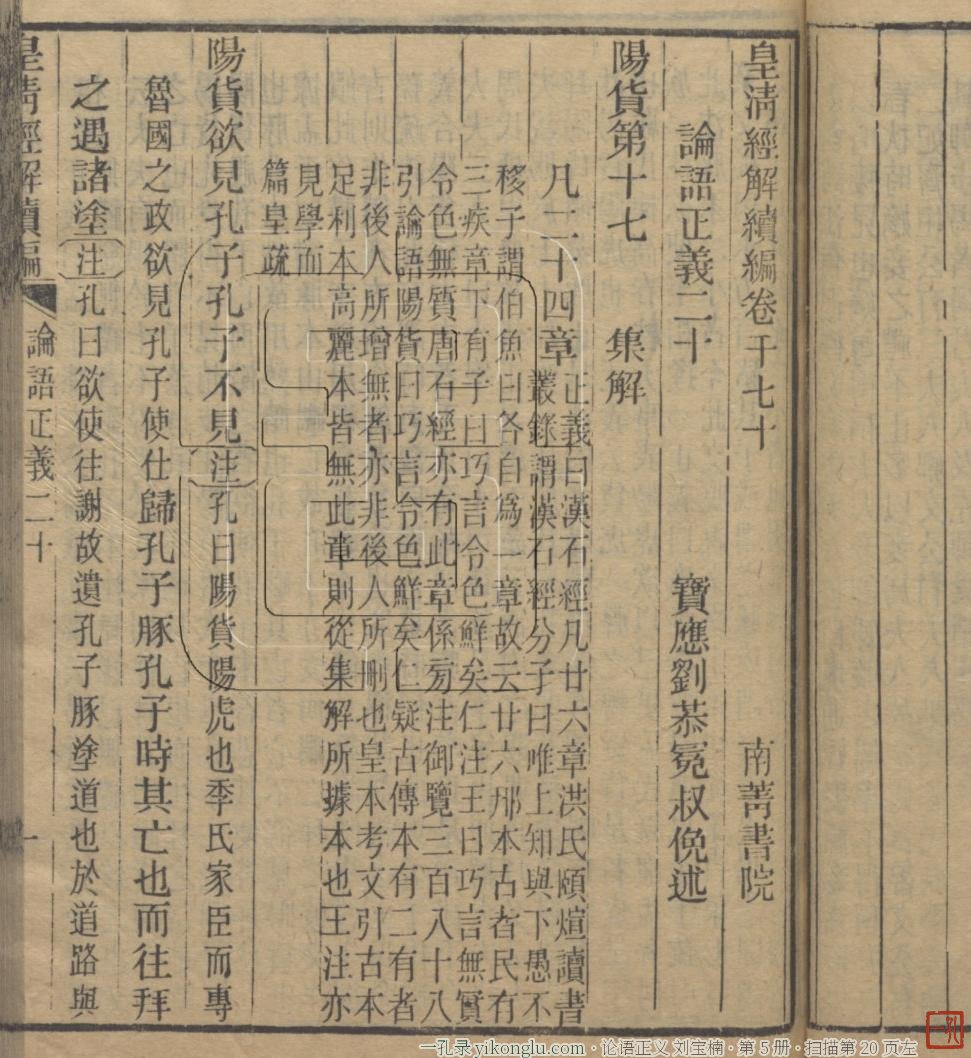 皇清經解續編卷千七十 南菁書院
論語正義二十 寶應劉恭冕叔俛述
陽貨第十七 集解
凡二十四章
正義曰漢石經凡廿六章洪氏頤煊讀書
叢錄謂漢石經分子曰唯上知與下愚不
移子謂伯魚曰各自爲一章故云廿六邢本古者民有
三疾章下有子曰巧言令色鮮矣仁注王曰巧言無實
令色無質唐石經亦有此章係旁注御覽三百八十八
引論語陽貨曰巧言令色鮮矣仁疑古傳本有二有者
非後人所增無者亦非後人所刪也皇本考文引古本
足利本高麗本皆無此章則從集解所據本也王注亦
見學而
篇皇疏
陽貨欲見孔子孔子不見注孔曰陽貨陽虎也季氏家臣而專
魯國之政欲見孔子使仕歸孔子豚孔子時其亡也而往拜
之遇諸塗注孔曰欲使往謝故遺孔子豚塗道也於道路與
皇清經解續編 論語正義二十 一
一孔录 yikonglu.com · 论语正义 刘宝楠 · 第 5 册 · 扫描第 20 页左
一孔